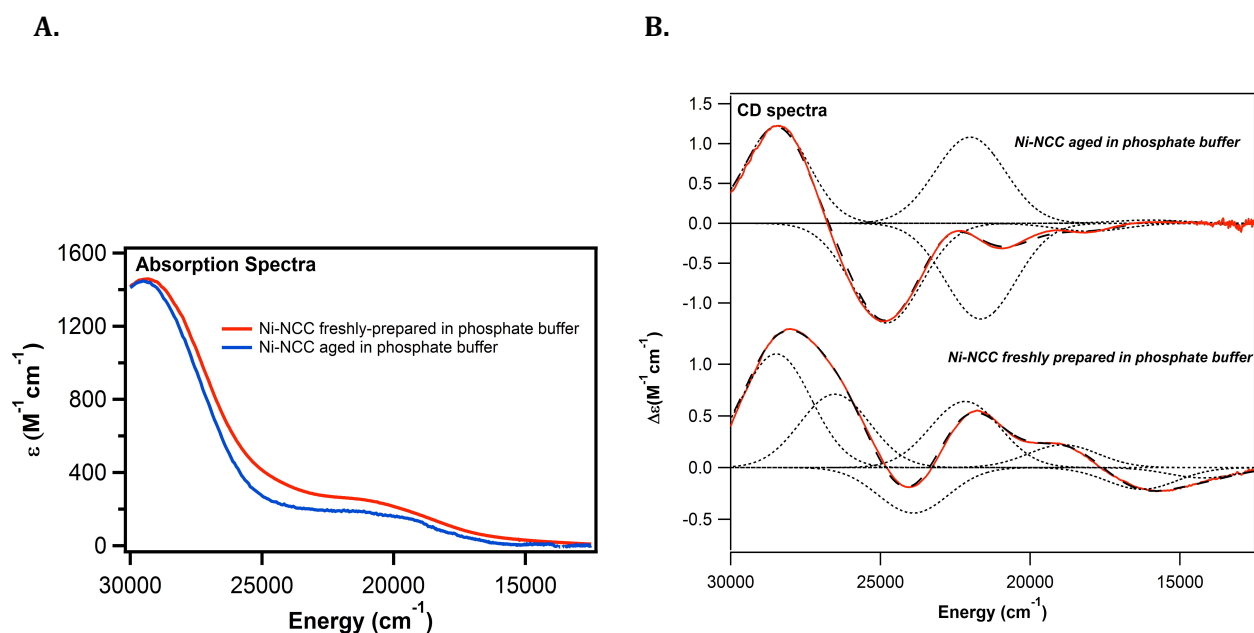 A.
B.
Absorption Spectra
Ni-NCC freshly-prepared in phosphate buffer
Ni-NCC aged in phosphate buffer
1600
1200
800
400
0
ε (M⁻¹ cm⁻¹)
30000 25000 20000 15000
Energy (cm⁻¹)
CD spectra
Ni-NCC aged in phosphate buffer
1.5
1.0
0.5
0.0
-0.5
-1.0
Ni-NCC freshly prepared in phosphate buffer
1.0
0.5
0.0
-0.5
Δε(M⁻¹cm⁻¹)
30000 25000 20000 15000
Energy (cm⁻¹)